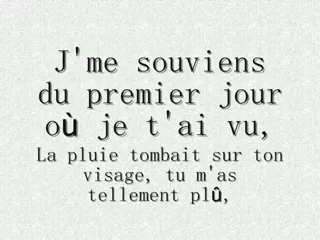 J'me souviens
du premier jour
où je t'ai vu,
La pluie tombait sur ton
visage, tu m'as
tellement plû,